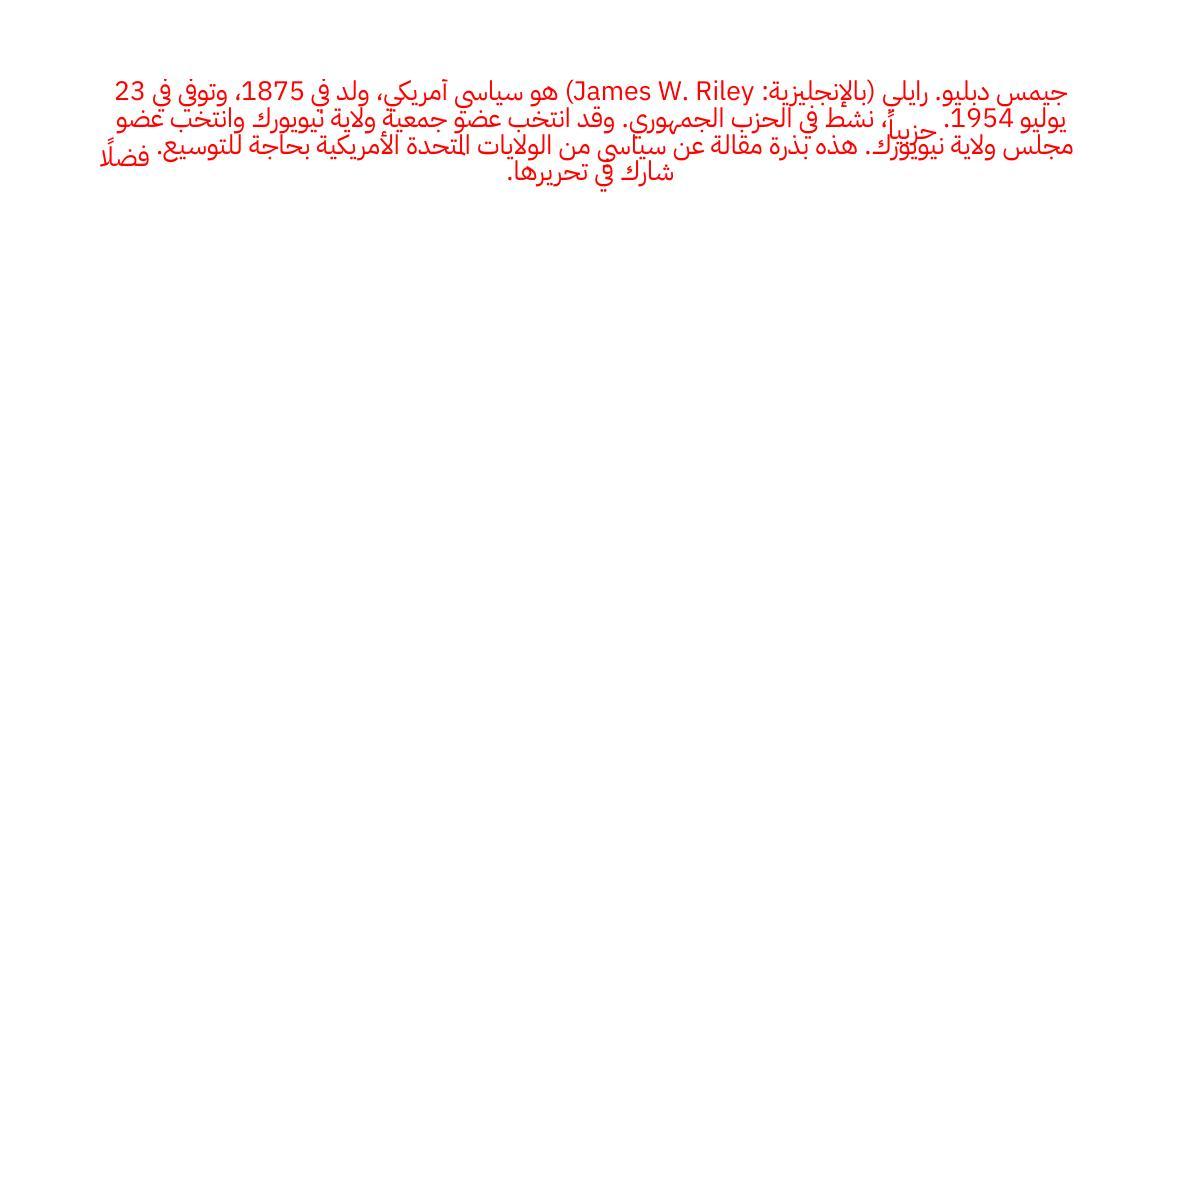 جيمس دبليو. رايلي (بالإنجليزية: James W. Riley) هو سياسي أمريكي، ولد في 1875، وتوفي في 23
يوليو 1954. حزبياً، نشط في الحزب الجمهوري. وقد انتخب عضو جمعية ولاية نيويورك وانتخب عضو
مجلس ولاية نيويورك. هذه بذرة مقالة عن سياسي من الولايات المتحدة الأمريكية بحاجة للتوسيع. فضلًا
شارك في تحريرها.